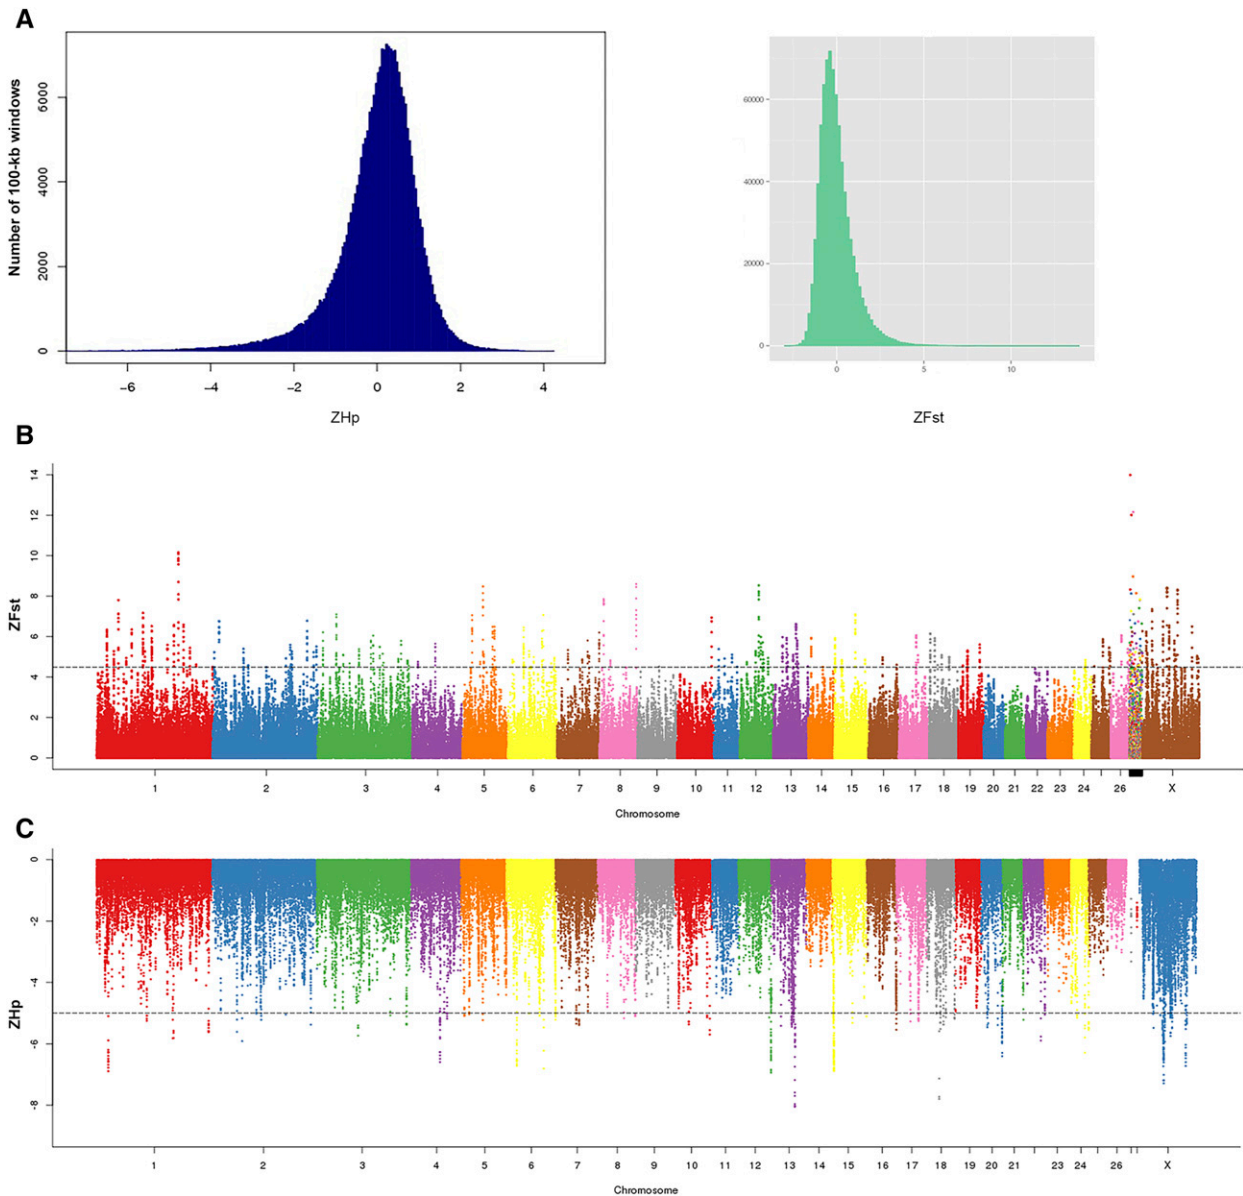 A
Number of 100-kb windows
6000
4000
2000
0
−6 −4 −2 0 2 4
ZHp
60000
40000
20000
0
0 5 10
ZFst
B
ZFst
14
12
10
8
6
4
2
0
1 2 3 4 5 6 7 8 9 10 11 12 13 14 15 16 17 18 19 20 21 22 23 24 26 X
Chromosome
C
ZHp
0
-2
-4
-6
-8
1 2 3 4 5 6 7 8 9 10 11 12 13 14 15 16 17 18 19 20 21 23 24 26 X
Chromosome